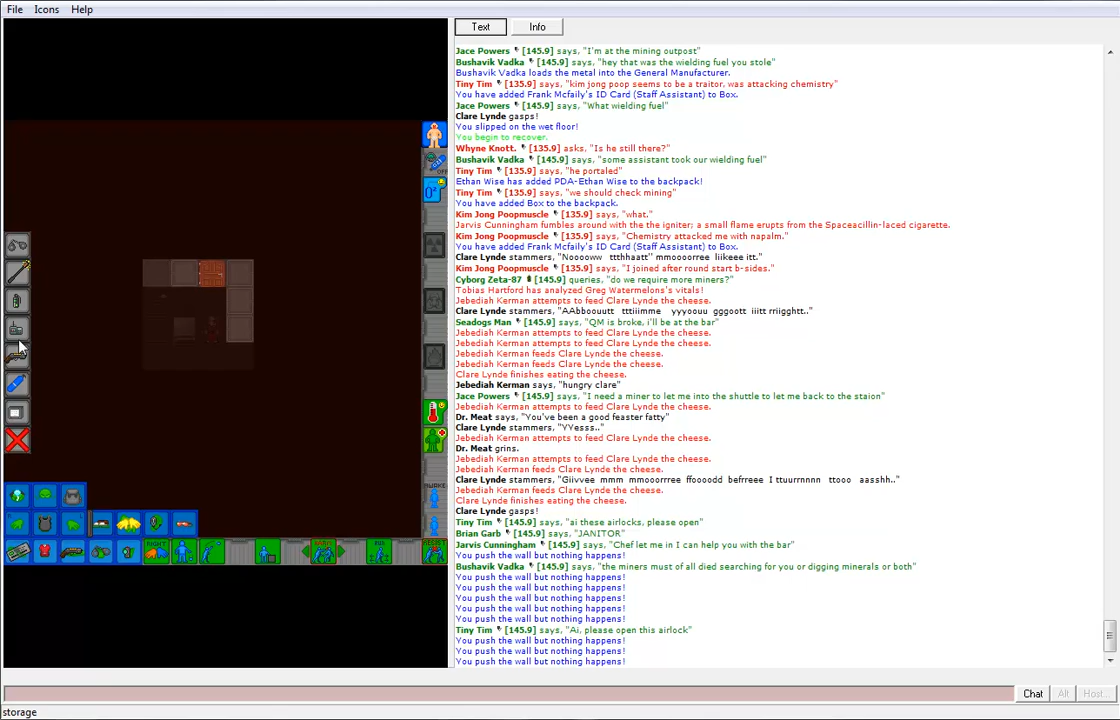 File Icons Help
Text Info
Jace Powers [145.9] says, "I'm at the mining outpost"
Bushavik Vadka [145.9] says, "hey that was the wielding fuel you stole"
Bushavik Vadka loads the metal into the General Manufacturer.
Tiny Tim [135.9] says, "kim jong poop seems to be a traitor, was attacking chemistry"
You have added Frank Mcfaily's ID Card (Staff Assistant) to Box.
Jace Powers [145.9] says, "What wielding fuel"
Clare Lynde gasps!
You slipped on the wet floor!
You begin to recover.
Whyne Knott. [135.9] asks, "Is he still there?"
Bushavik Vadka [145.9] says, "some assistant took our wielding fuel"
Tiny Tim [135.9] says, "he portaled"
Ethan Wise has added PDA-Ethan Wise to the backpack!
Tiny Tim [135.9] says, "we should check mining"
You have added Box to the backpack.
Kim Jong Poopmuscle [135.9] says, "what."
Jarvis Cunningham fumbles around with the the igniter; a small flame erupts from the Spaceacillin-laced cigarette.
Kim Jong Poopmuscle [135.9] says, "Chemistry attacked me with napalm."
You have added Frank Mcfaily's ID Card (Staff Assistant) to Box.
Clare Lynde stammers, "Nooooww ttthhaatt'' mmooorree liikeee itt."
Kim Jong Poopmuscle [135.9] says, "I joined after round start b-sides."
Cyborg Zeta-87 [145.9] queries, "do we require more miners?"
Tobias Hartford has analyzed Greg Watermelons's vitals!
Jebediah Kerman attempts to feed Clare Lynde the cheese.
Clare Lynde stammers, "AAbboouutt tttiiimme yyyoouu gggoott iiitt rriigghtt.."
Seadogs Man [145.9] says, "QM is broke, i'll be at the bar"
Jebediah Kerman attempts to feed Clare Lynde the cheese.
Jebediah Kerman attempts to feed Clare Lynde the cheese.
Jebediah Kerman feeds Clare Lynde the cheese.
Jebediah Kerman feeds Clare Lynde the cheese.
Clare Lynde finishes eating the cheese.
Jebediah Kerman says, "hungry clare"
Jace Powers [145.9] says, "I need a miner to let me into the shuttle to let me back to the staion"
Jebediah Kerman attempts to feed Clare Lynde the cheese.
Dr. Meat says, "You've been a good feaster fatty"
Clare Lynde stammers, "YYesss.."
Jebediah Kerman attempts to feed Clare Lynde the cheese.
Dr. Meat grins.
Jebediah Kerman attempts to feed Clare Lynde the cheese.
Jebediah Kerman feeds Clare Lynde the cheese.
Clare Lynde stammers, "Giivvee mmm mmoorrree ffoooodd befrreee I ttuurrnnnn ttooo aasshh.."
Jebediah Kerman feeds Clare Lynde the cheese.
Clare Lynde finishes eating the cheese.
Clare Lynde gasps!
Tiny Tim [145.9] says, "ai these airlocks, please open"
Brian Garb [145.9] says, "JANITOR"
Jarvis Cunningham [145.9] says, "Chef let me in I can help you with the bar"
You push the wall but nothing happens!
Bushavik Vadka [145.9] says, "the miners must of all died searching for you or digging minerals or both"
You push the wall but nothing happens!
You push the wall but nothing happens!
You push the wall but nothing happens!
You push the wall but nothing happens!
You push the wall but nothing happens!
Tiny Tim [145.9] says, "Ai, please open this airlock"
You push the wall but nothing happens!
You push the wall but nothing happens!
You push the wall but nothing happens!
Chat Alt Host...
storage